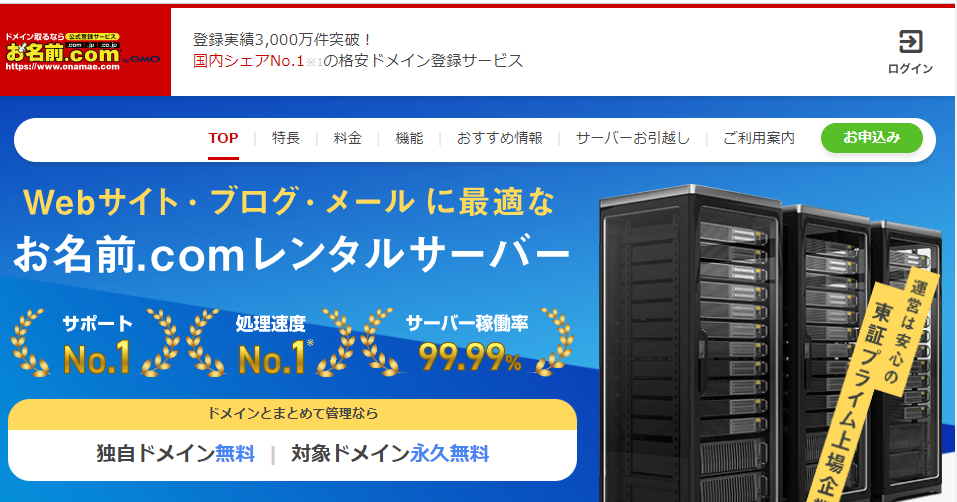 ドメイン取るなら 公式登録サービス
.com .jp .co.jp
お名前.com
by GMO
https://www.onamae.com
登録実績3,000万件突破！
国内シェアNo.1※1の格安ドメイン登録サービス
ログイン
TOP
特長
料金
機能
おすすめ情報
サーバーお引越し
ご利用案内
お申込み
Webサイト・ブログ・メール に最適な
お名前.comレンタルサーバー
サポート
No.1
処理速度
No.1※
サーバー稼働率
99.99%
運営は安心の
東証プライム上場企
ドメインとまとめて管理なら
独自ドメイン無料 | 対象ドメイン永久無料